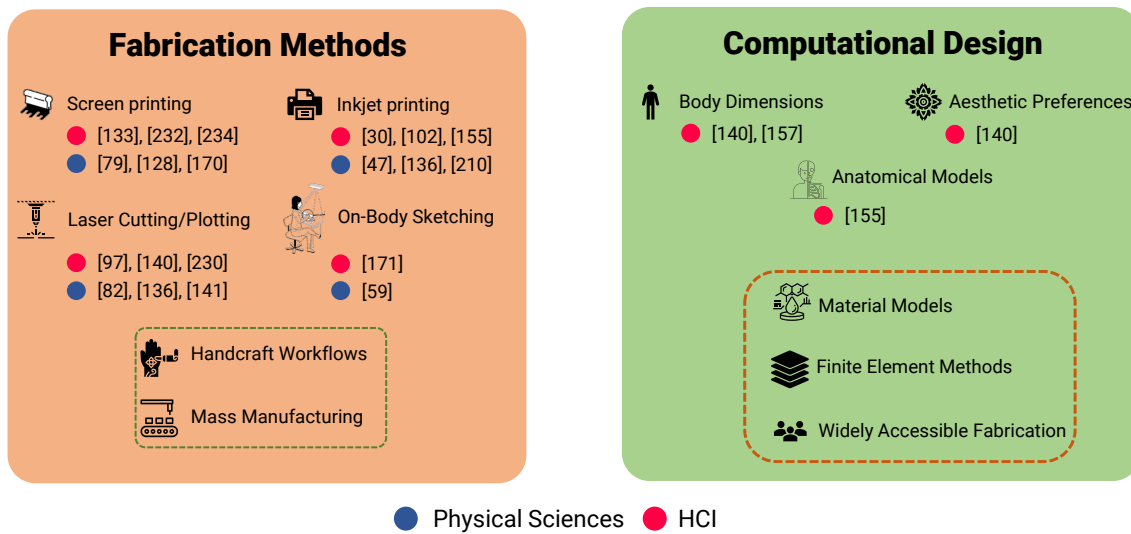 Fabrication Methods
Screen printing
[133], [232], [234]
[79], [128], [170]
Inkjet printing
[30], [102], [155]
[47], [136], [210]
Laser Cutting/Plotting
[97], [140], [230]
[82], [136], [141]
On-Body Sketching
[171]
[59]
Handcraft Workflows
Mass Manufacturing
Computational Design
Body Dimensions
[140], [157]
Aesthetic Preferences
[140]
Anatomical Models
[155]
Material Models
Finite Element Methods
Widely Accessible Fabrication
Physical Sciences
HCI